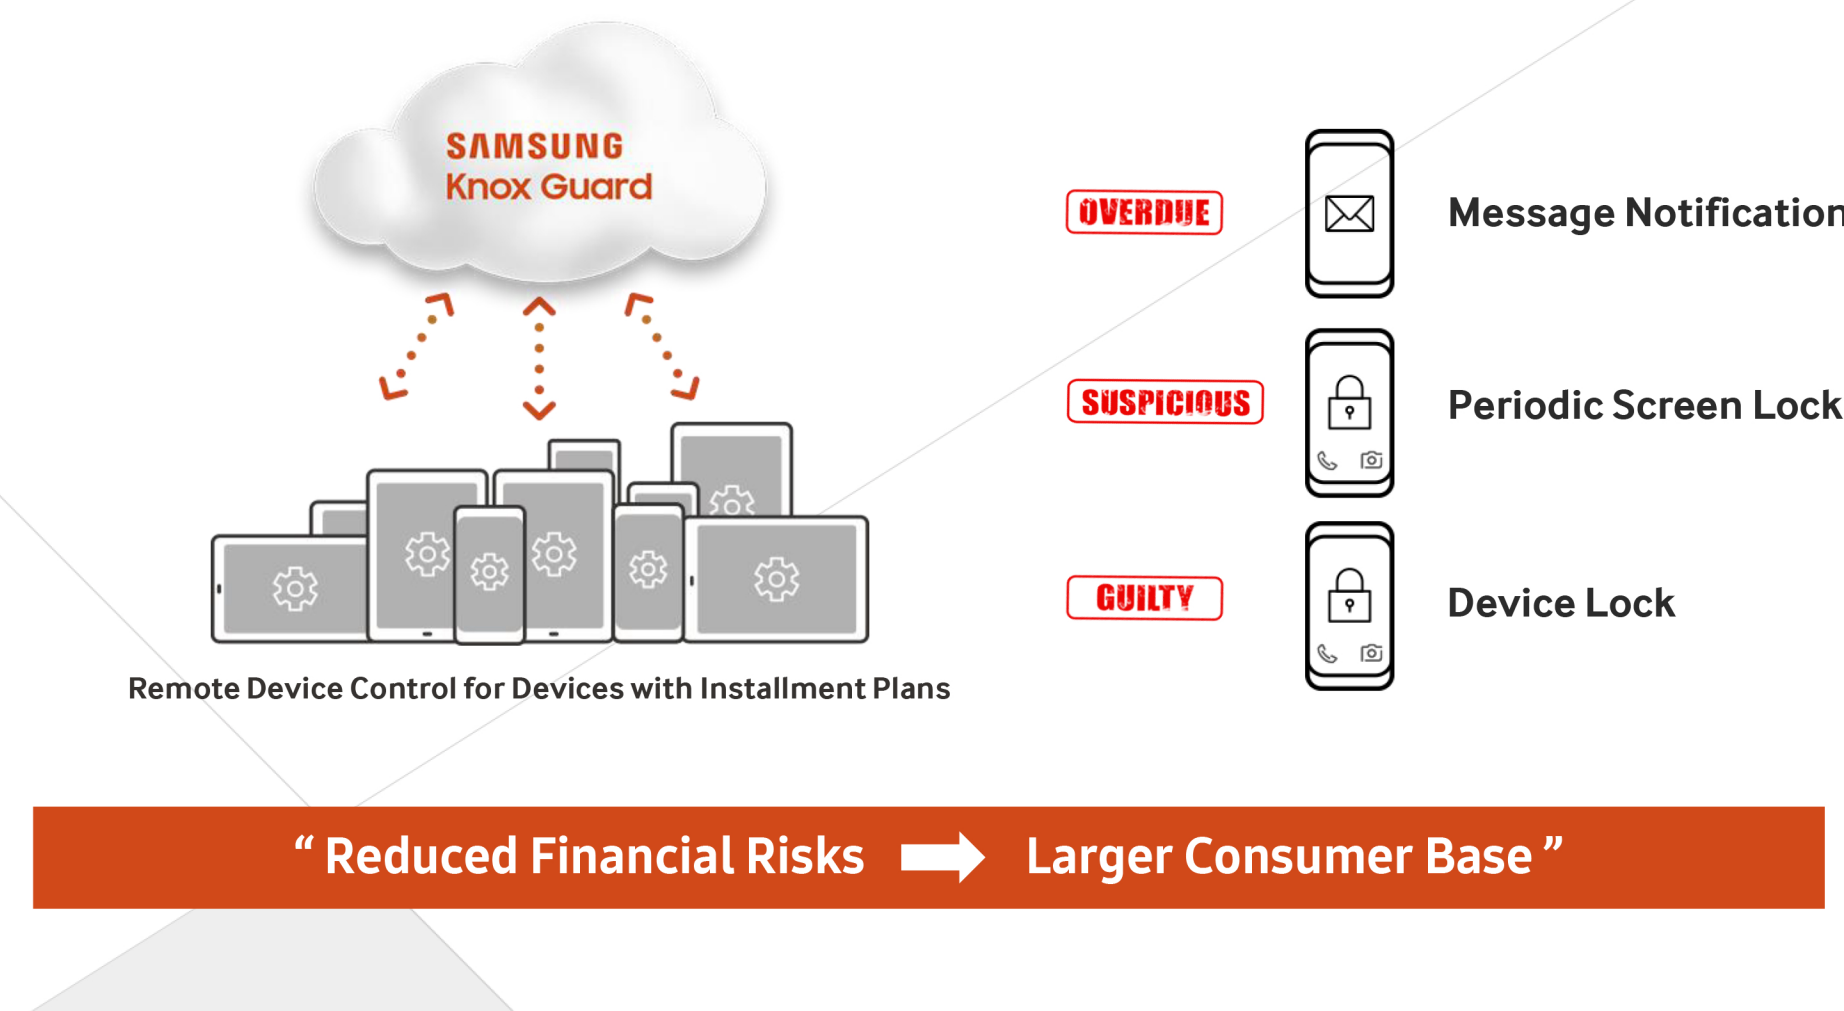 SAMSUNG
Knox Guard
OVERDUE
Message Notification
SUSPICIOUS
Periodic Screen Lock
GUILTY
Device Lock
Remote Device Control for Devices with Installment Plans
“ Reduced Financial Risks
Larger Consumer Base ”